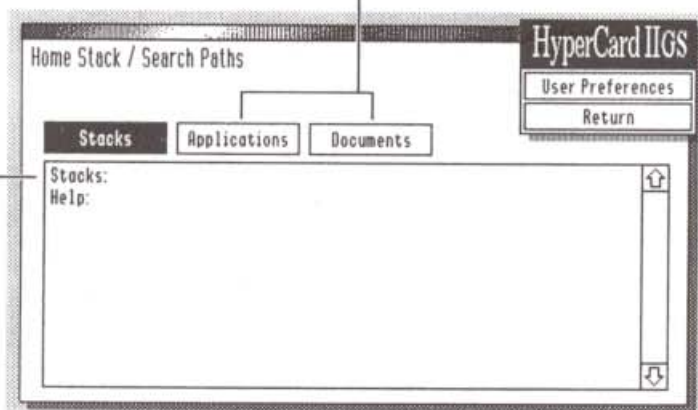 Home Stack / Search Paths
HyperCard IIGS
User Preferences
Return
Stacks
Applications
Documents
Stacks:
Help: